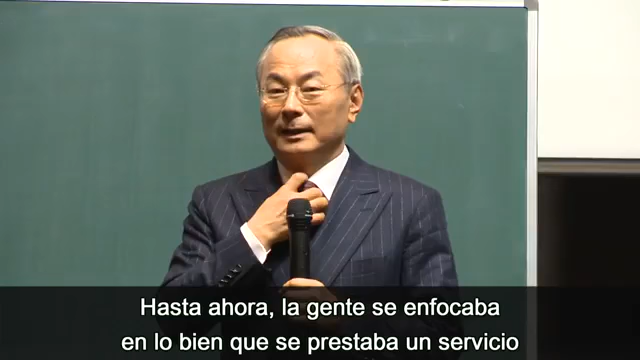 Hasta ahora, la gente se enfocaba
en lo bien que se prestaba un servicio